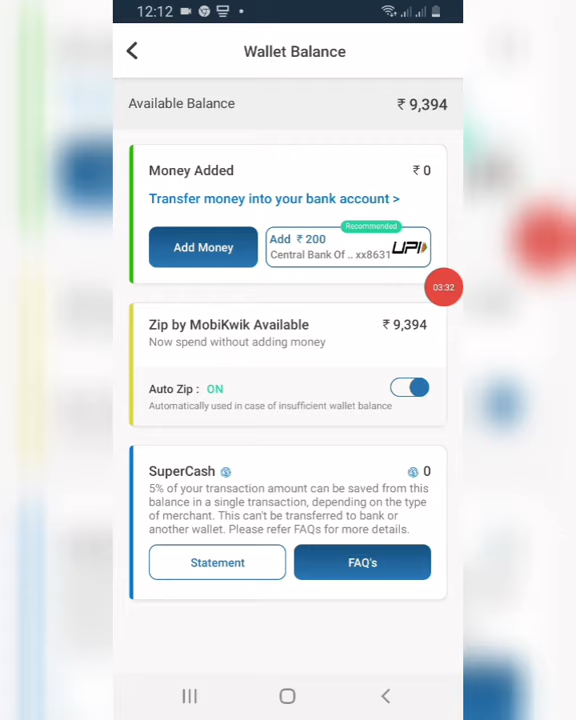 12:12
Wallet Balance
Available Balance ₹ 9,394
Money Added ₹ 0
Transfer money into your bank account >
Recommended
Add Money
Add ₹ 200
Central Bank Of .. xx8631
UPI
03:32
Zip by MobiKwik Available ₹ 9,394
Now spend without adding money
Auto Zip : ON
Automatically used in case of insufficient wallet balance
SuperCash 0
5% of your transaction amount can be saved from this
balance in a single transaction, depending on the type
of merchant. This can't be transferred to bank or
another wallet. Please refer FAQs for more details.
Statement FAQ's